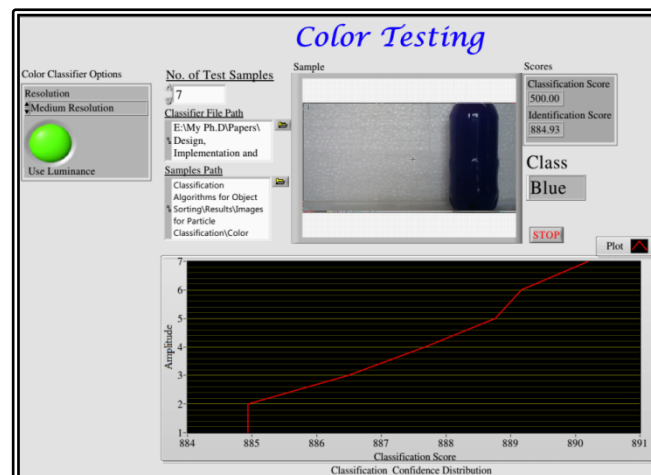 Color Testing
Color Classifier Options
Resolution
Medium Resolution
Use Luminance
No. of Test Samples
7
Classifier File Path
E:\My Ph.D\Papers\
Design,
Implementation and
Samples Path
Classification
Algorithms for Object
Sorting\Results\Images
for Particle
Classification\Color
Sample
Scores
Classification Score
500.00
Identification Score
884.93
Class
Blue
STOP
Plot
Amplitude
7
6
5
4
3
2
1
884 885 886 887 888 889 890 891
Classification Score
Classification Confidence Distribution